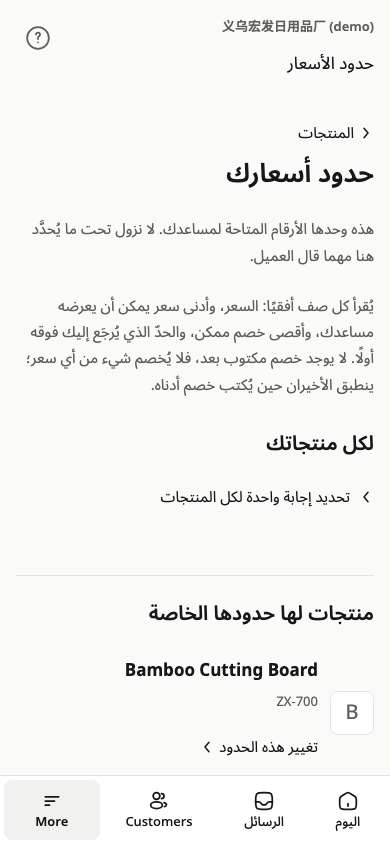 义乌宏发日用品厂 (demo)
حدود الأسعار
المنتجات
حدود أسعارك
هذه وحدها الأرقام المتاحة لمساعدك. لا نزول تحت ما يُحدَّد
هنا مهما قال العميل.
يُقرأ كل صف أفقيًا: السعر، وأدنى سعر يمكن أن يعرضه
مساعدك، وأقصى خصم ممكن، والحدّ الذي يُرجَع إليك فوقه
أولًا. لا يوجد خصم مكتوب بعد، فلا يُخصم شيء من أي سعر؛
ينطبق الأخيران حين يُكتب خصم أدناه.
لكل منتجاتك
تحديد إجابة واحدة لكل المنتجات
منتجات لها حدودها الخاصة
Bamboo Cutting Board
ZX-700
B
تغيير هذه الحدود
اليوم
الرسائل
Customers
More